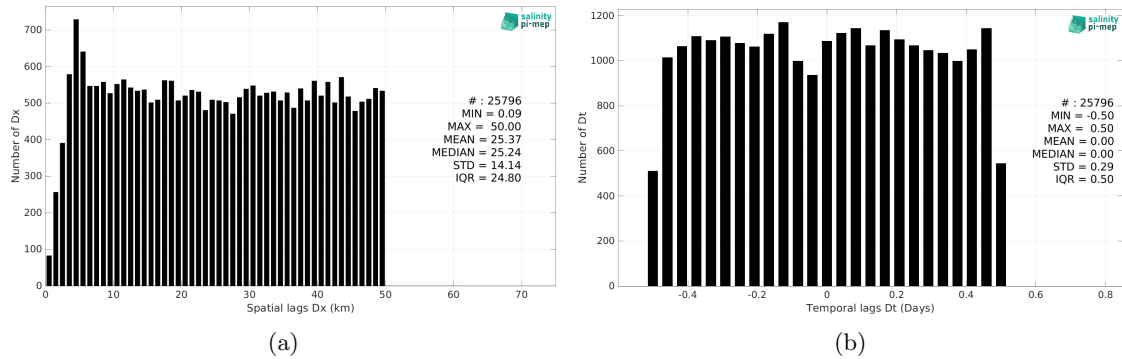 salinity
pi-mep
700
600
500
400
300
200
100
0
Number of Dx
# : 25796
MIN = 0.09
MAX = 50.00
MEAN = 25.37
MEDIAN = 25.24
STD = 14.14
IQR = 24.80
0 10 20 30 40 50 60 70
Spatial lags Dx (km)
(a)
salinity
pi-mep
1200
1000
800
600
400
200
0
Number of Dt
# : 25796
MIN = -0.50
MAX = 0.50
MEAN = 0.00
MEDIAN = 0.00
STD = 0.29
IQR = 0.50
-0.4 -0.2 0 0.2 0.4 0.6 0.8
Temporal lags Dt (Days)
(b)